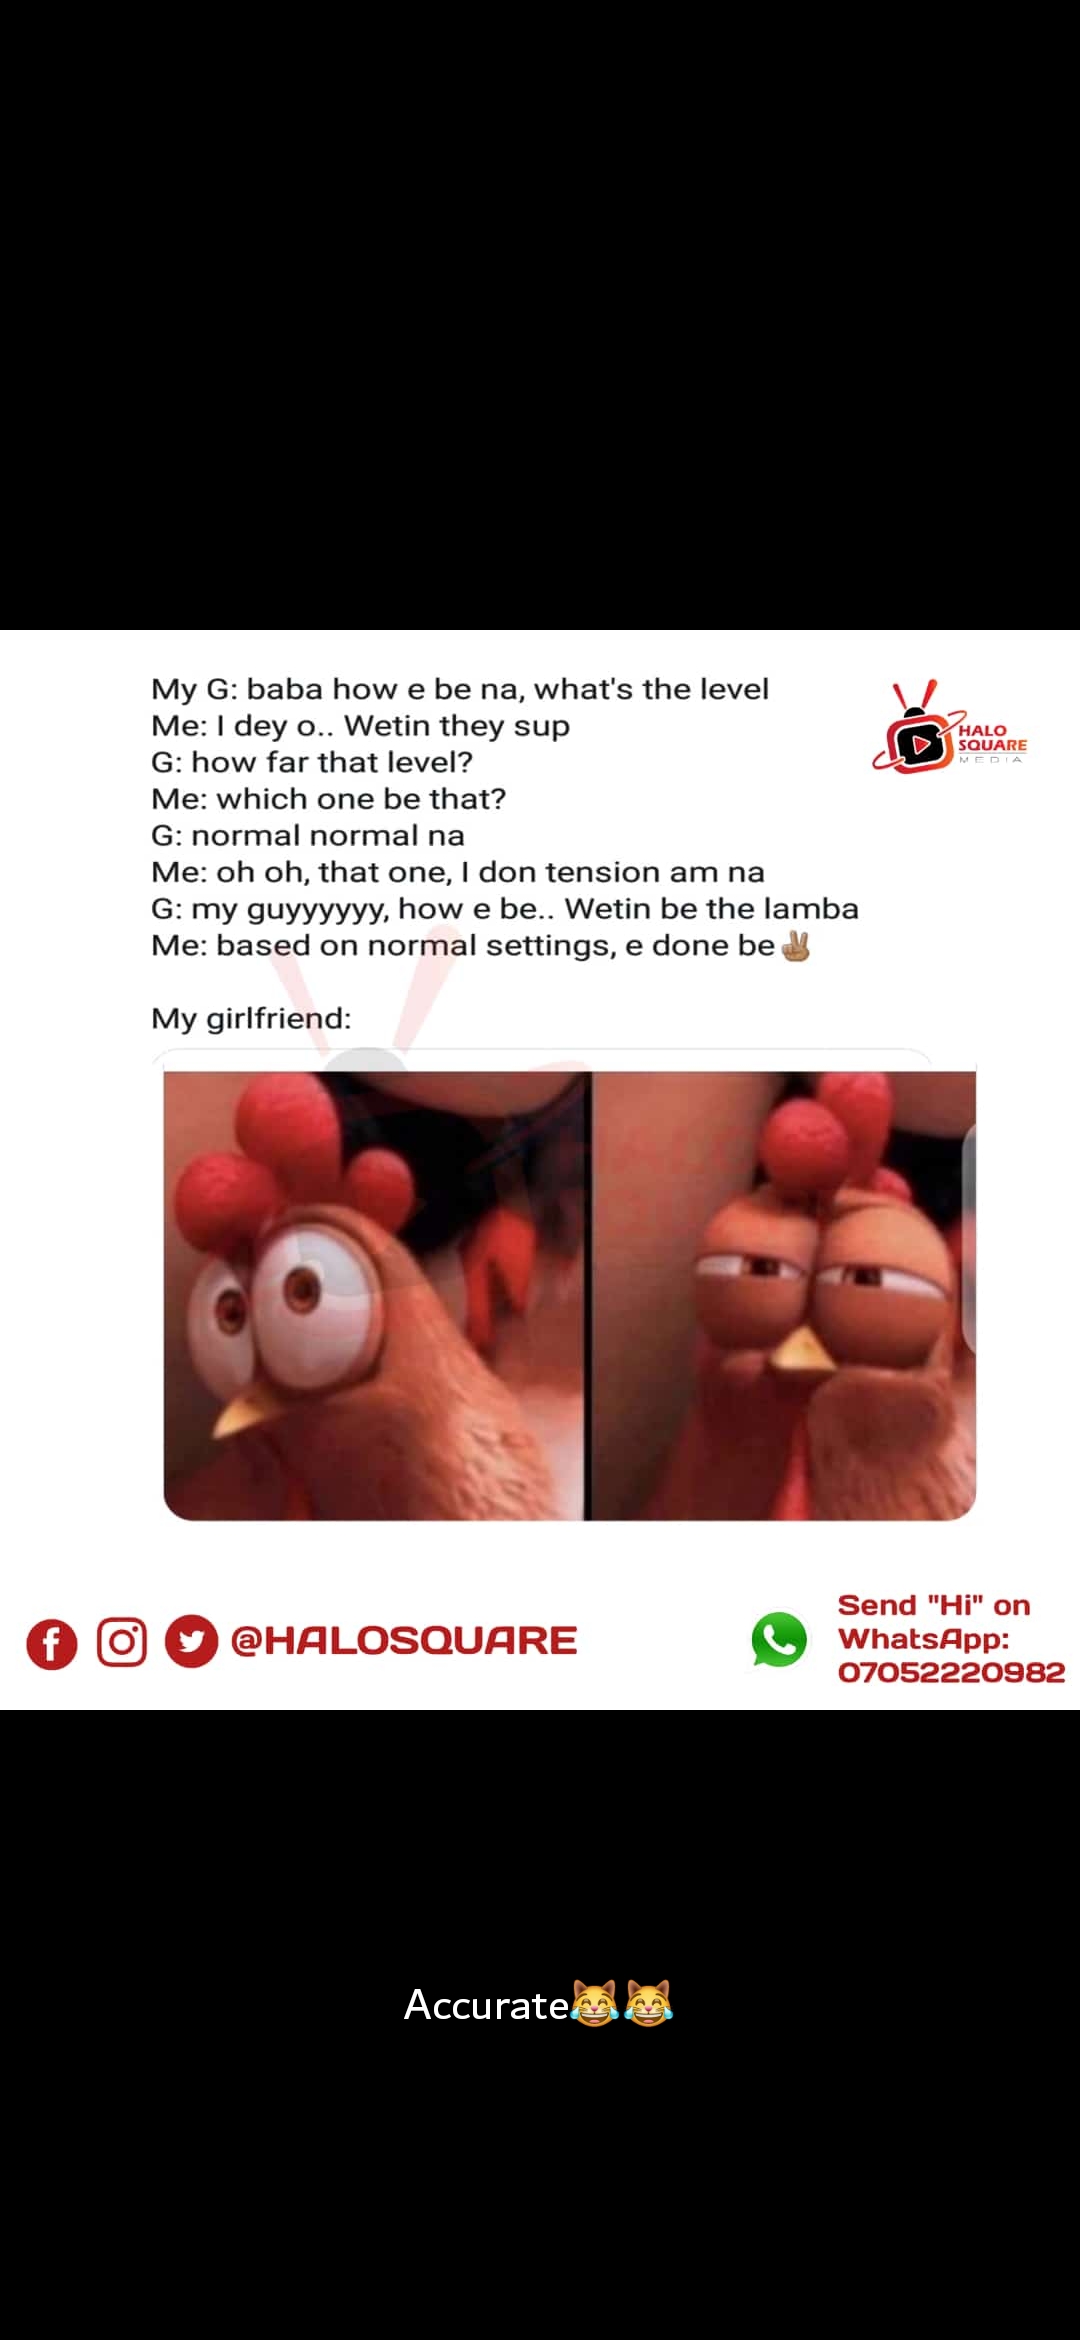 My G: baba how e be na, what's the level
Me: I dey o.. Wetin they sup
G: how far that level?
Me: which one be that?
G: normal normal na
Me: oh oh, that one, I don tension am na
G: my guyyyyyy, how e be.. Wetin be the lamba
Me: based on normal settings, e done be✌🏽
My girlfriend:
HALO
SQUARE
MEDIA
@HALOSQUARE
Send "Hi" on
WhatsApp:
07052220982
Accurate😹😹